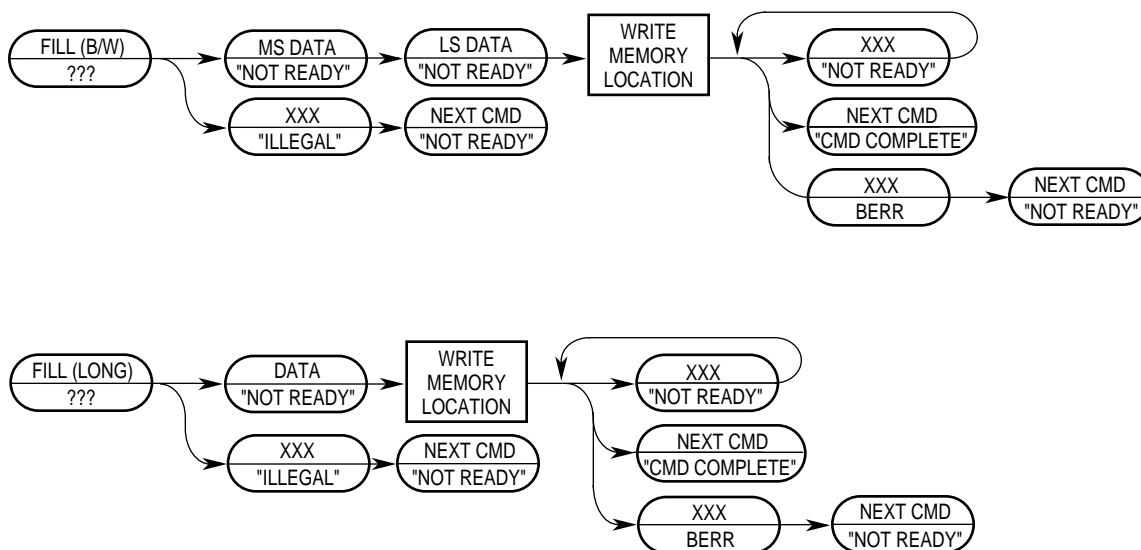 FILL (B/W)
???
MS DATA
"NOT READY"
LS DATA
"NOT READY"
WRITE
MEMORY
LOCATION
XXX
"NOT READY"
XXX
"ILLEGAL"
NEXT CMD
"NOT READY"
NEXT CMD
"CMD COMPLETE"
XXX
BERR
NEXT CMD
"NOT READY"
FILL (LONG)
???
DATA
"NOT READY"
WRITE
MEMORY
LOCATION
XXX
"NOT READY"
XXX
"ILLEGAL"
NEXT CMD
"NOT READY"
NEXT CMD
"CMD COMPLETE"
XXX
BERR
NEXT CMD
"NOT READY"